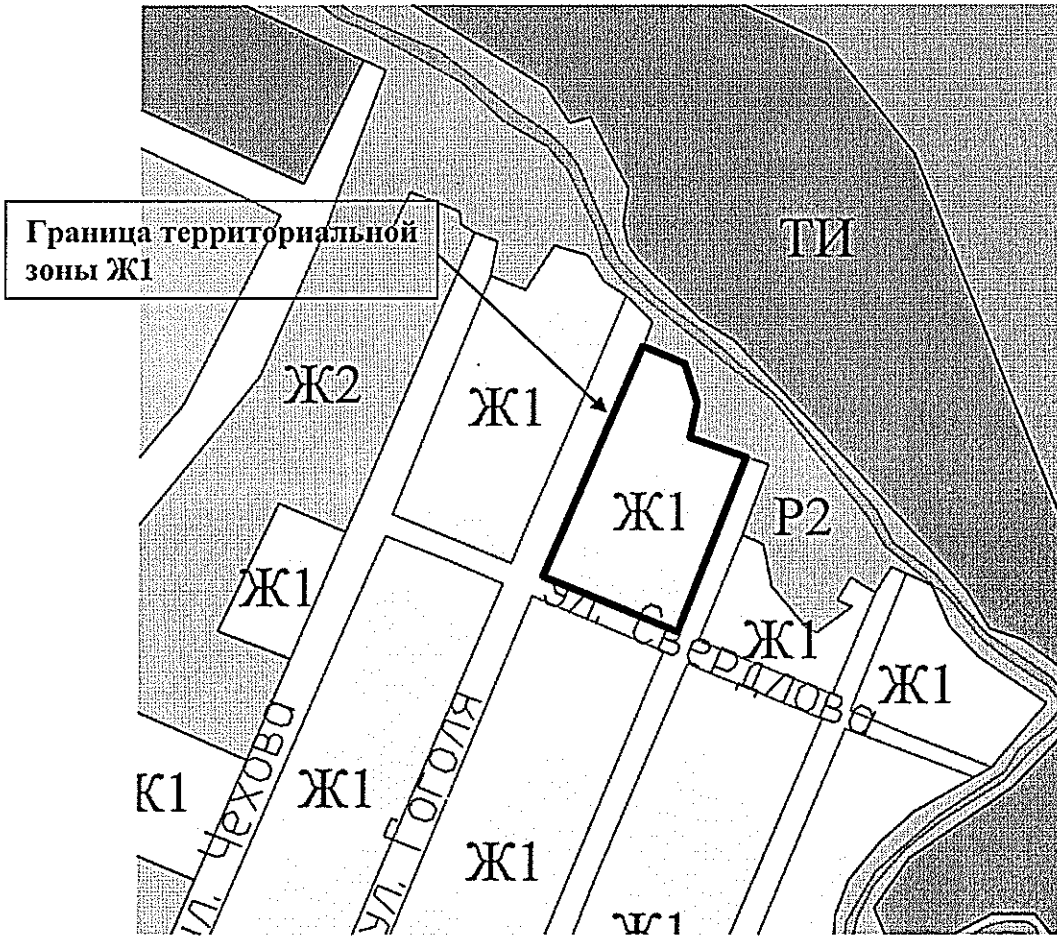 ТИ
Граница территориальной
зоны Ж1
Ж2
Ж1
Ж1
Р2
Ж1
ул. Свердлова
Ж1
Ж1
К1
ул. Чехова
Ж1
ул. Гоголя
Ж1
Ж1